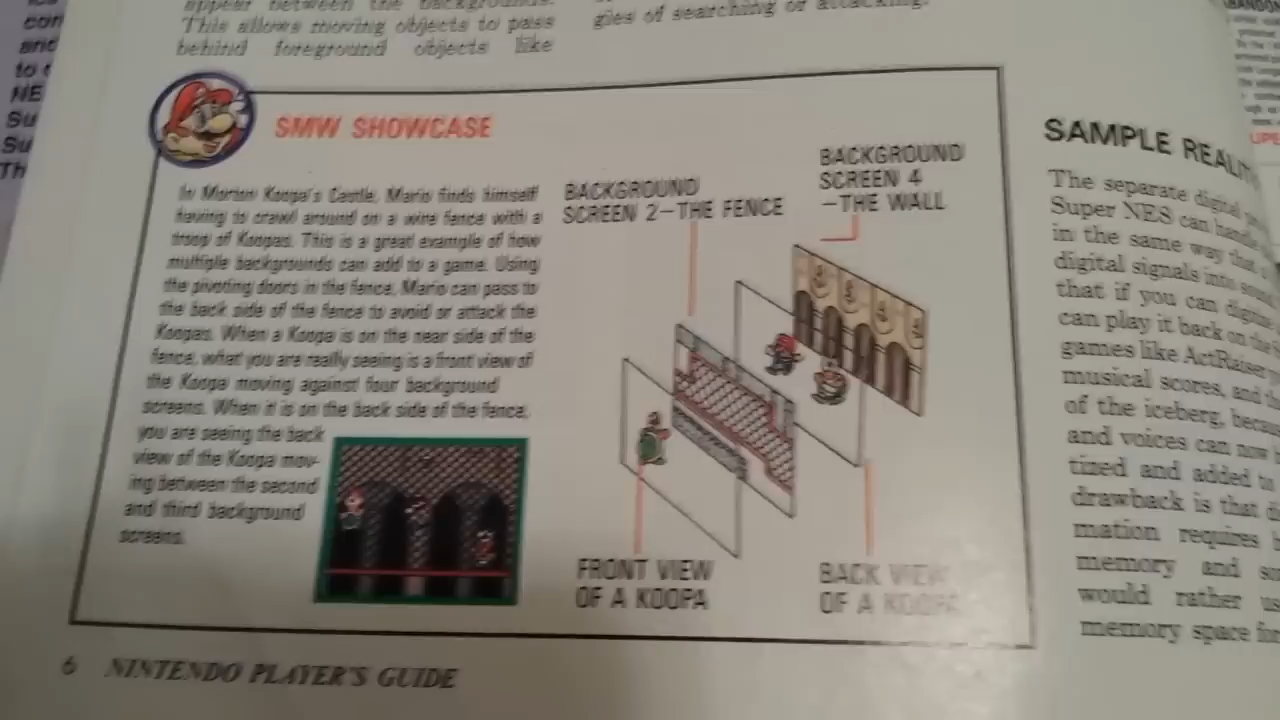 appear between the backgrounds.
This allows moving objects to pass
behind foreground objects like
gies of searching or attacking.
con
and
to
NE
Su
Su
Th
SMW SHOWCASE
In Morton Koopa's Castle, Mario finds himself
having to crawl around on a wire fence with a
troop of Koopas. This is a great example of how
multiple backgrounds can add to a game. Using
the pivoting doors in the fence, Mario can pass to
the back side of the fence to avoid or attack the
Koopas. When a Koopa is on the near side of the
fence, what you are really seeing is a front view of
the Koopa moving against four background
screens. When it is on the back side of the fence,
you are seeing the back
view of the Koopa mov-
ing between the second
and third background
screens.
BACKGROUND
SCREEN 2-THE FENCE
BACKGROUND
SCREEN 4
-THE WALL
FRONT VIEW
OF A KOOPA
BACK VIEW
OF A KOOPA
6 NINTENDO PLAYER'S GUIDE
SAMPLE REALI
The separate digital
Super NES can handle
in the same way that
digital signals into sound
that if you can digitize
can play it back on the
games like ActRaiser
musical scores, and
of the iceberg, because
and voices can now
tized and added to
drawback is that
mation requires
memory and
would rather
memory space for